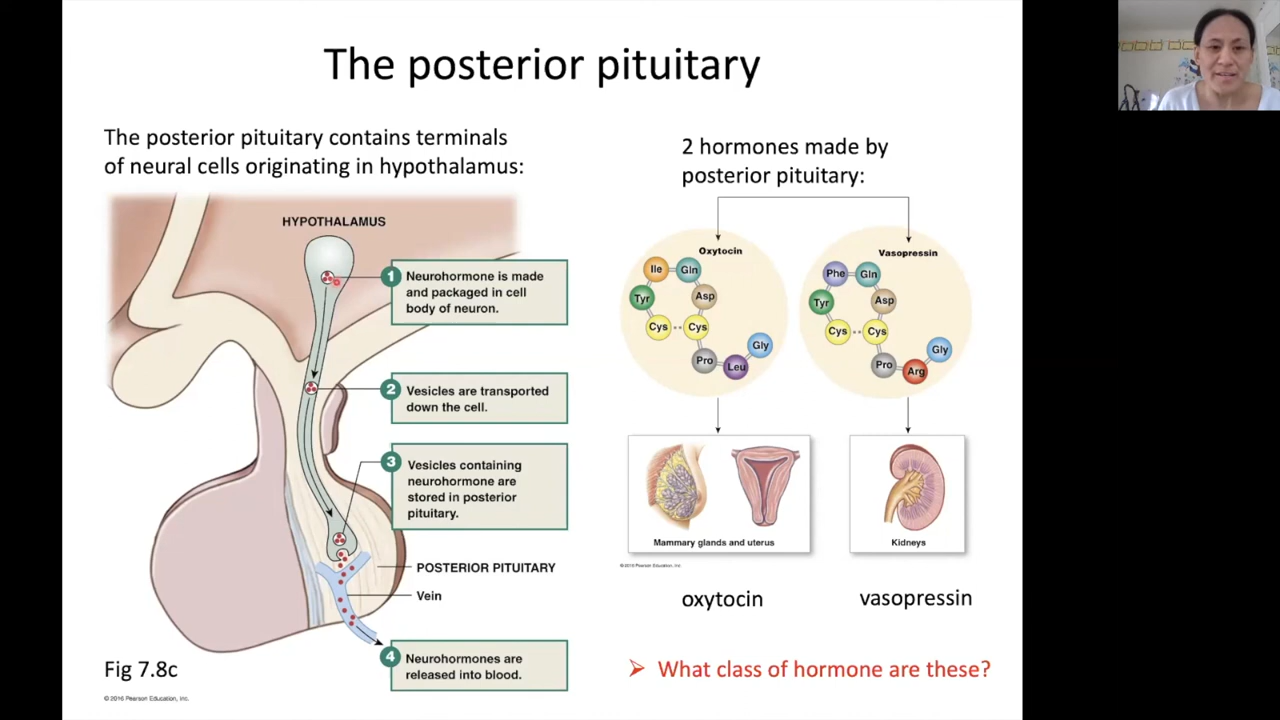 The posterior pituitary
The posterior pituitary contains terminals
of neural cells originating in hypothalamus:
HYPOTHALAMUS
1
Neurohormone is made
and packaged in cell
body of neuron.
2
Vesicles are transported
down the cell.
3
Vesicles containing
neurohormone are
stored in posterior
pituitary.
POSTERIOR PITUITARY
Vein
4
Neurohormones are
released into blood.
Fig 7.8c
© 2016 Pearson Education, Inc.
2 hormones made by
posterior pituitary:
Oxytocin
Ile Gln
Tyr Asp
Cys Cys
Pro Leu Gly
Vasopressin
Phe Gln
Tyr Asp
Cys Cys
Pro Arg Gly
Mammary glands and uterus
Kidneys
© 2016 Pearson Education, Inc.
oxytocin
vasopressin
➢ What class of hormone are these?